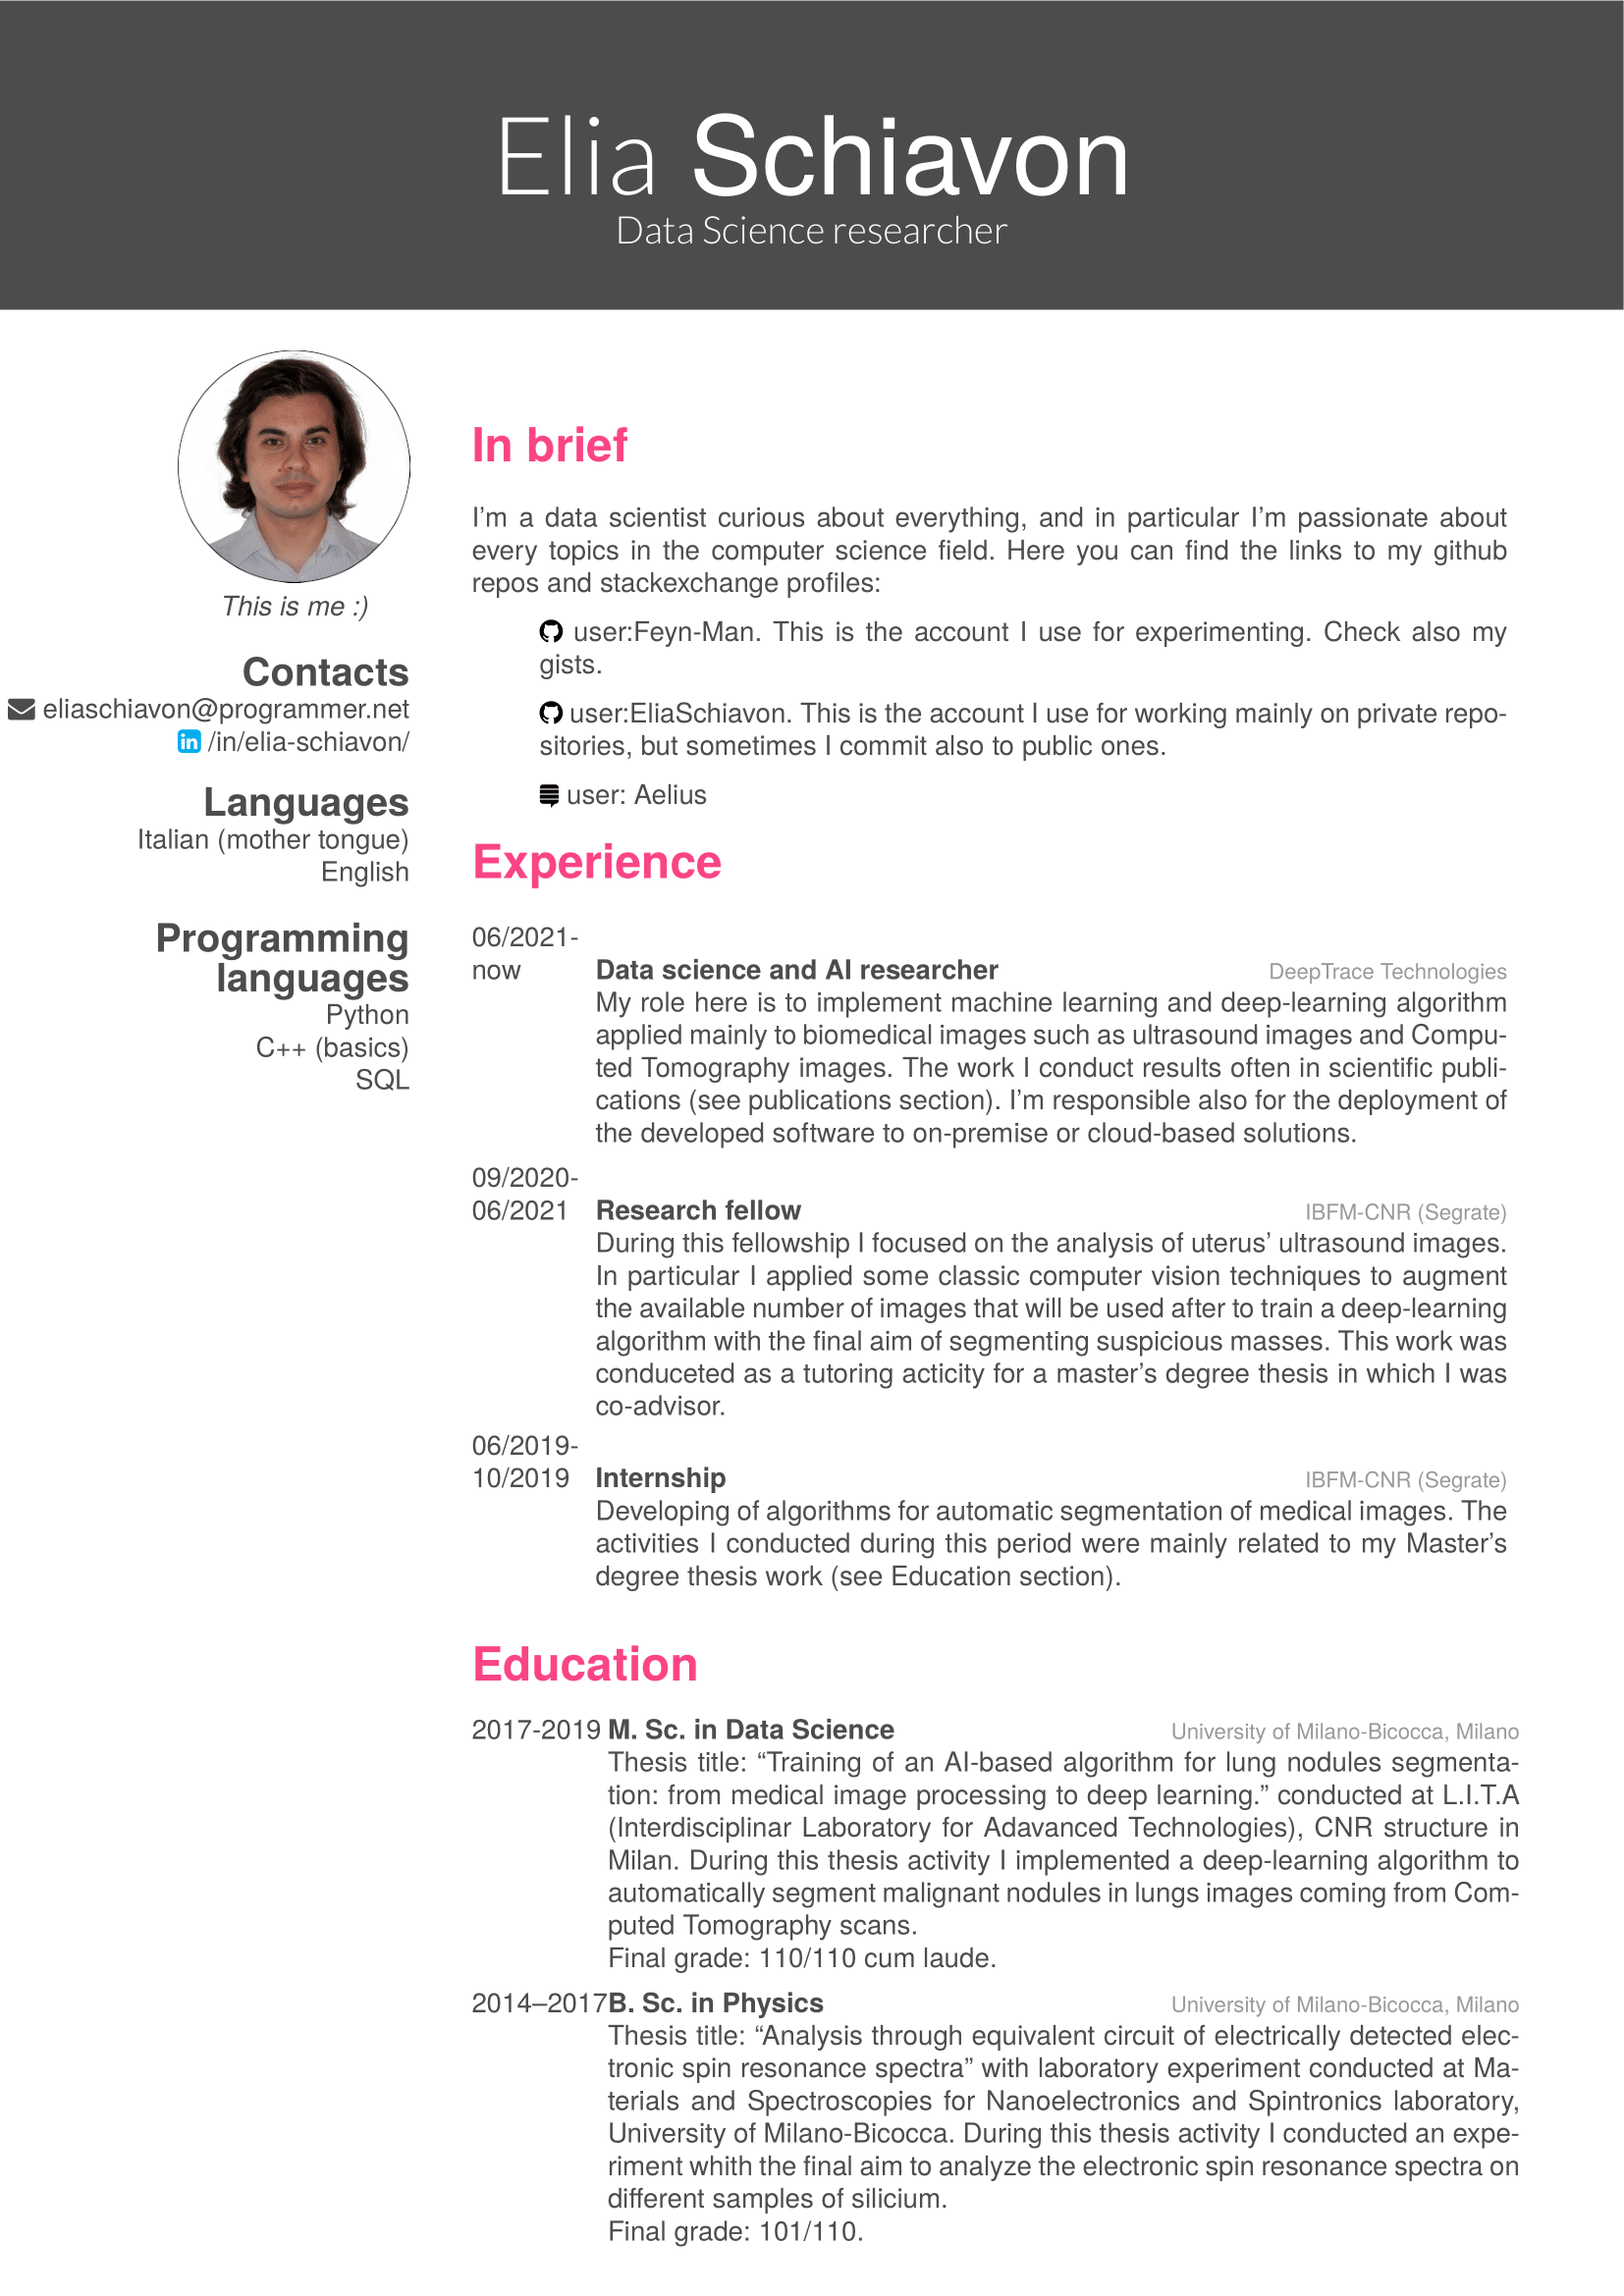 Elia Schiavon
Data Science researcher
This is me :)
Contacts
eliaschiavon@programmer.net
/in/elia-schiavon/
Languages
Italian (mother tongue)
English
Programming
languages
Python
C++ (basics)
SQL
In brief
I'm a data scientist curious about everything, and in particular I'm passionate about
every topics in the computer science field. Here you can find the links to my github
repos and stackexchange profiles:
user:Feyn-Man. This is the account I use for experimenting. Check also my
gists.
user:EliaSchiavon. This is the account I use for working mainly on private repo-
sitories, but sometimes I commit also to public ones.
user: Aelius
Experience
06/2021-
now Data science and AI researcher DeepTrace Technologies
My role here is to implement machine learning and deep-learning algorithm
applied mainly to biomedical images such as ultrasound images and Compu-
ted Tomography images. The work I conduct results often in scientific publi-
cations (see publications section). I'm responsible also for the deployment of
the developed software to on-premise or cloud-based solutions.
09/2020-
06/2021 Research fellow IBFM-CNR (Segrate)
During this fellowship I focused on the analysis of uterus' ultrasound images.
In particular I applied some classic computer vision techniques to augment
the available number of images that will be used after to train a deep-learning
algorithm with the final aim of segmenting suspicious masses. This work was
conduceted as a tutoring acticity for a master's degree thesis in which I was
co-advisor.
06/2019-
10/2019 Internship IBFM-CNR (Segrate)
Developing of algorithms for automatic segmentation of medical images. The
activities I conducted during this period were mainly related to my Master's
degree thesis work (see Education section).
Education
2017-2019 M. Sc. in Data Science University of Milano-Bicocca, Milano
Thesis title: “Training of an AI-based algorithm for lung nodules segmenta-
tion: from medical image processing to deep learning.” conducted at L.I.T.A
(Interdisciplinar Laboratory for Adavanced Technologies), CNR structure in
Milan. During this thesis activity I implemented a deep-learning algorithm to
automatically segment malignant nodules in lungs images coming from Com-
puted Tomography scans.
Final grade: 110/110 cum laude.
2014–2017 B. Sc. in Physics University of Milano-Bicocca, Milano
Thesis title: “Analysis through equivalent circuit of electrically detected elec-
tronic spin resonance spectra” with laboratory experiment conducted at Ma-
terials and Spectroscopies for Nanoelectronics and Spintronics laboratory,
University of Milano-Bicocca. During this thesis activity I conducted an expe-
riment whith the final aim to analyze the electronic spin resonance spectra on
different samples of silicium.
Final grade: 101/110.